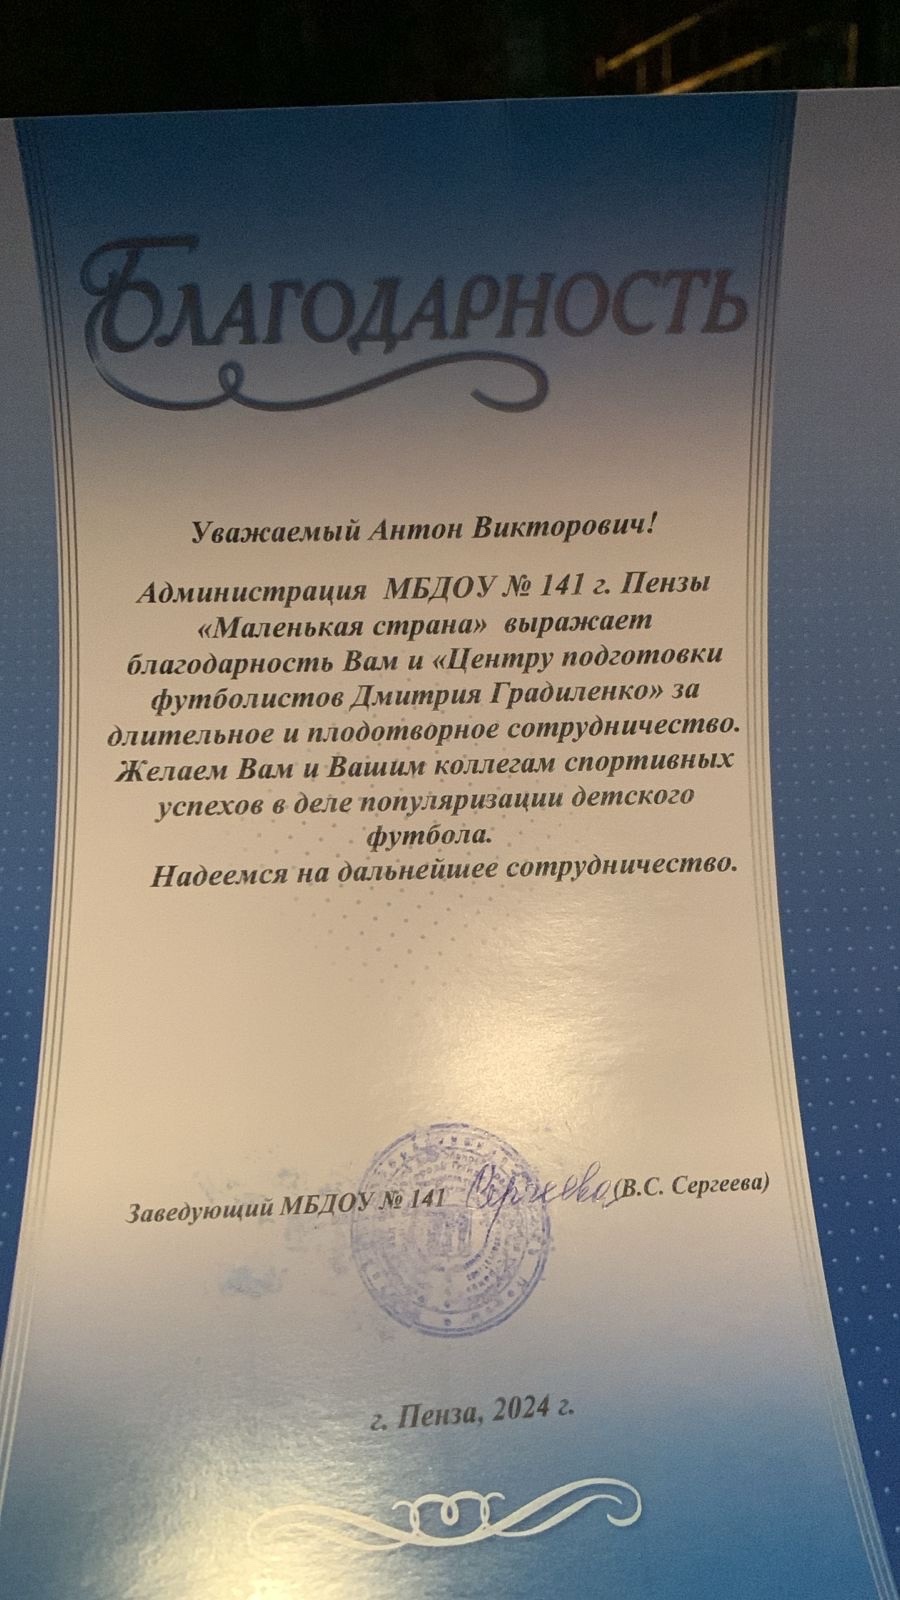 Благодарность
Уважаемый Антон Викторович!
Администрация МБДОУ № 141 г. Пензы
«Маленькая страна» выражает
благодарность Вам и «Центру подготовки
футболистов Дмитрия Градиленко» за
длительное и плодотворное сотрудничество.
Желаем Вам и Вашим коллегам спортивных
успехов в деле популяризации детского
футбола.
Надеемся на дальнейшее сотрудничество.
Заведующий МБДОУ № 141 (В.С. Сергеева)
г. Пенза, 2024 г.